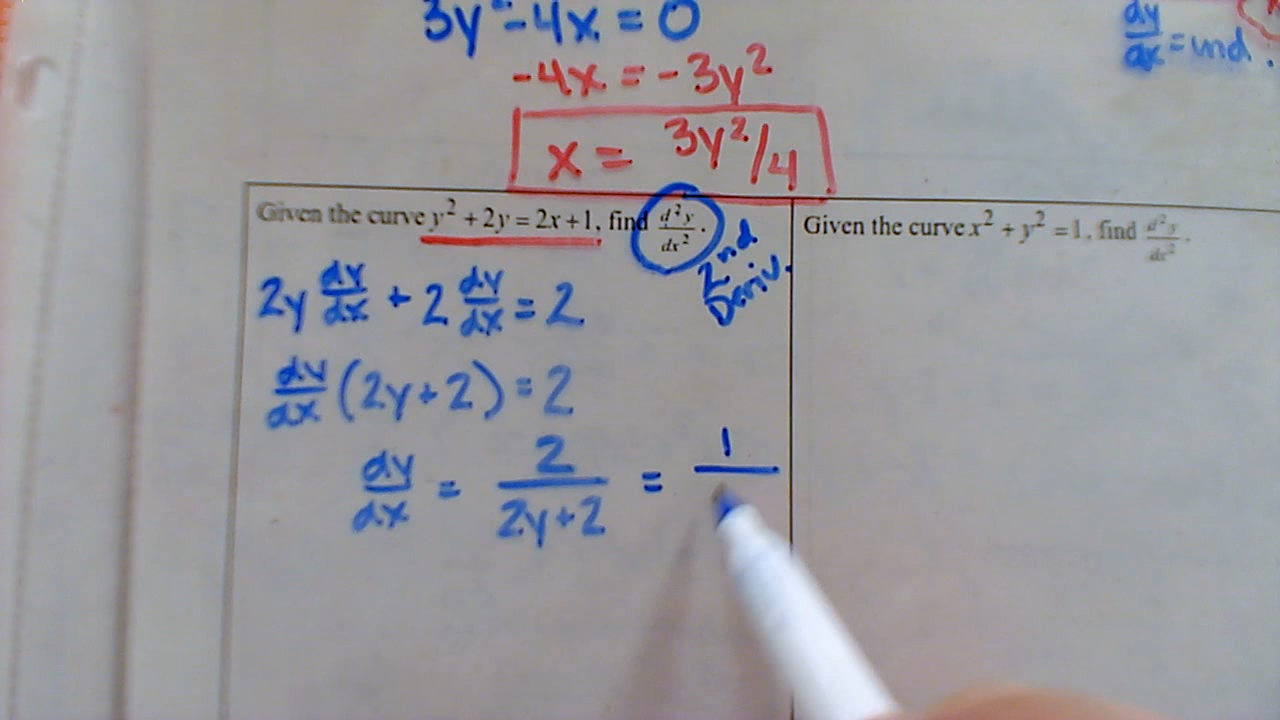 3y²-4x = 0
-4x = -3y²
x = 3y²/4
dy/dx = und.
Given the curve y² + 2y = 2x + 1, find d²y/dx².
2nd Deriv.
2y dy/dx + 2 dy/dx = 2
dy/dx (2y+2) = 2
dy/dx = 2/(2y+2) = 1/
Given the curve x² + y² = 1, find d²y/dx².